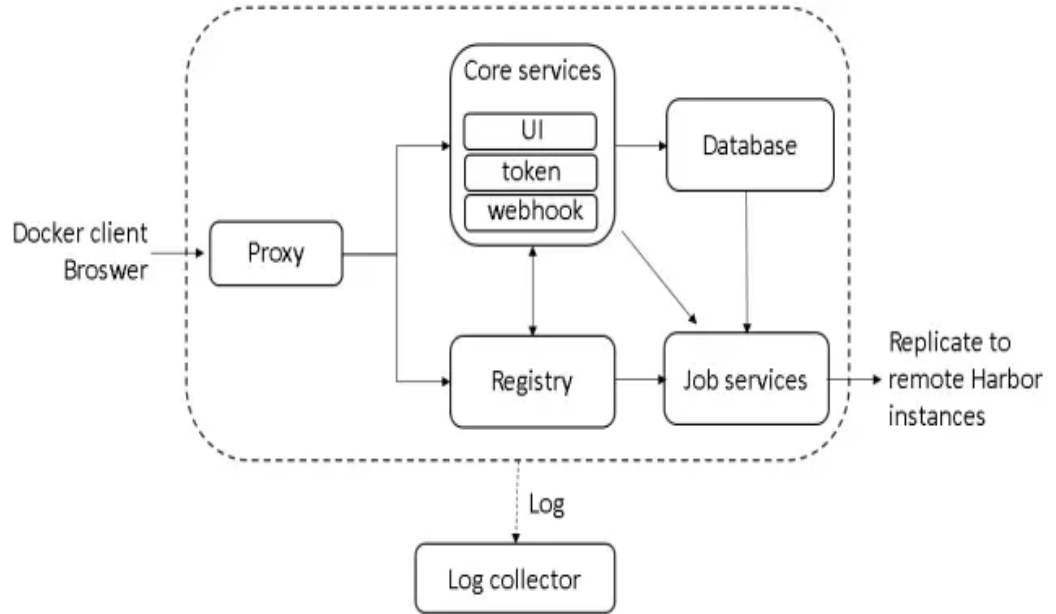 Core services
UI
token
webhook
Database
Docker client
Broswer
Proxy
Registry
Job services
Replicate to
remote Harbor
instances
Log
Log collector